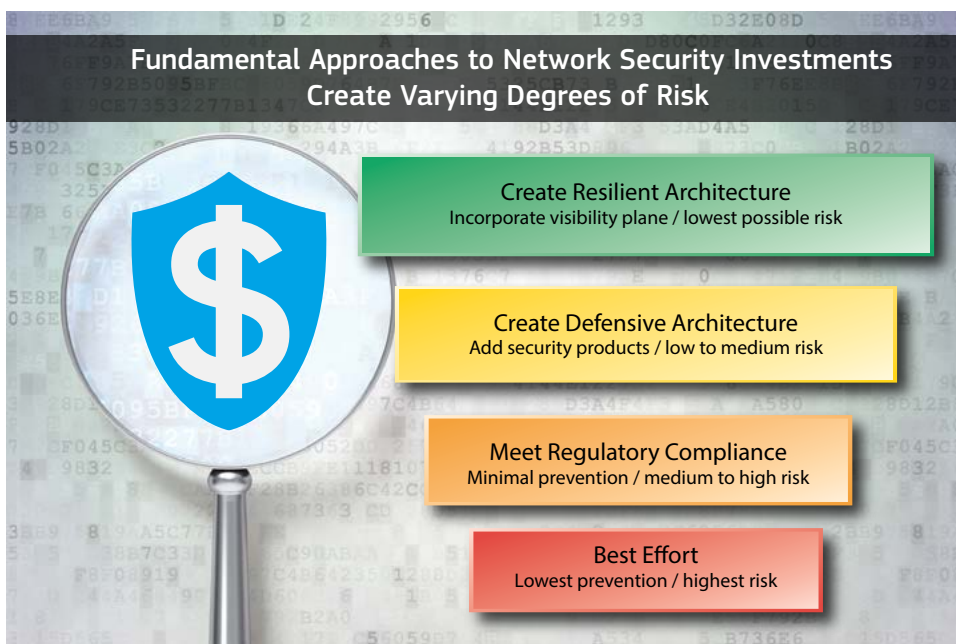 Fundamental Approaches to Network Security Investments
Create Varying Degrees of Risk
$
Create Resilient Architecture
Incorporate visibility plane / lowest possible risk
Create Defensive Architecture
Add security products / low to medium risk
Meet Regulatory Compliance
Minimal prevention / medium to high risk
Best Effort
Lowest prevention / highest risk